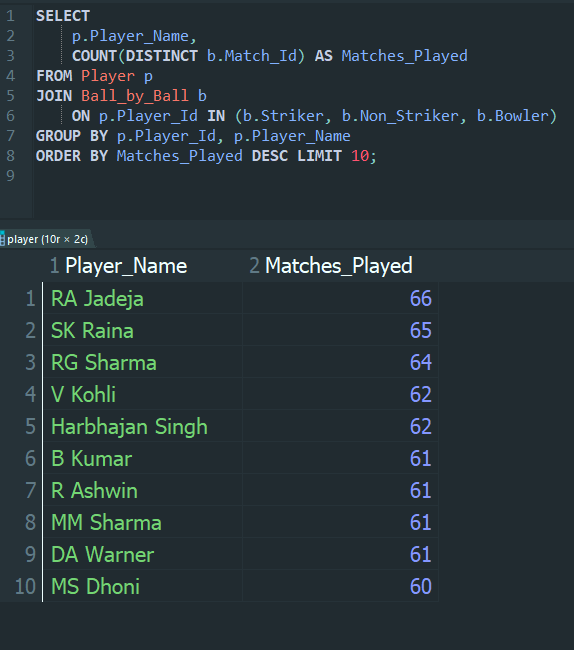 1 SELECT
2 p.Player_Name,
3 COUNT(DISTINCT b.Match_Id) AS Matches_Played
4 FROM Player p
5 JOIN Ball_by_Ball b
6 ON p.Player_Id IN (b.Striker, b.Non_Striker, b.Bowler)
7 GROUP BY p.Player_Id, p.Player_Name
8 ORDER BY Matches_Played DESC LIMIT 10;
9
player (10r × 2c)
1 Player_Name 2 Matches_Played
1 RA Jadeja 66
2 SK Raina 65
3 RG Sharma 64
4 V Kohli 62
5 Harbhajan Singh 62
6 B Kumar 61
7 R Ashwin 61
8 MM Sharma 61
9 DA Warner 61
10 MS Dhoni 60